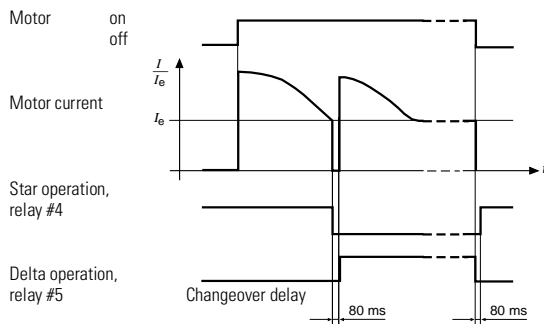 Motor on
off
I
Ie
Motor current
Ie
t
Star operation,
relay #4
Delta operation,
relay #5
Changeover delay
80 ms
80 ms